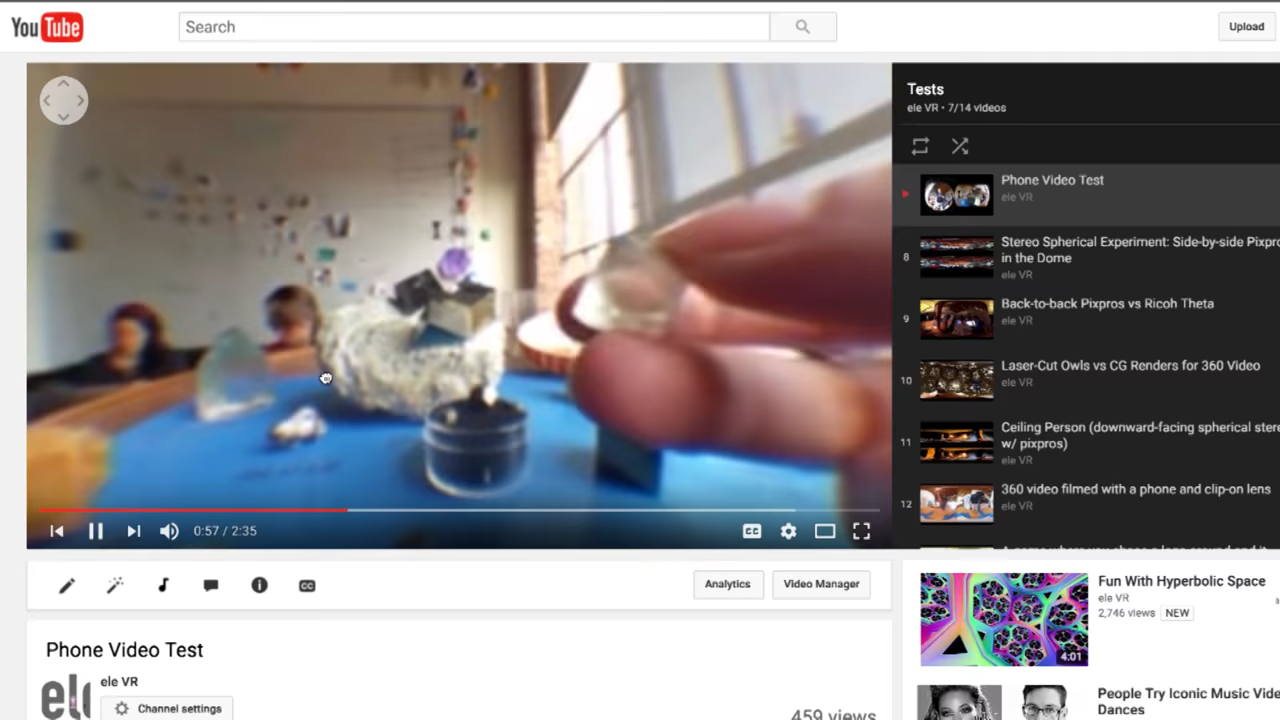 YouTube
Search
Upload
Tests
ele VR • 7/14 videos
Phone Video Test
ele VR
8
Stereo Spherical Experiment: Side-by-side Pixpro
in the Dome
ele VR
9
Back-to-back Pixpros vs Ricoh Theta
ele VR
10
Laser-Cut Owls vs CG Renders for 360 Video
ele VR
11
Ceiling Person (downward-facing spherical ster
w/ pixpros)
ele VR
12
360 video filmed with a phone and clip-on lens
ele VR
0:57 / 2:35
CC
CC
Analytics
Video Manager
Phone Video Test
ele VR
ele
Channel settings
459 views
Fun With Hyperbolic Space
ele VR
2,746 views NEW
4:01
People Try Iconic Music Vide
Dances